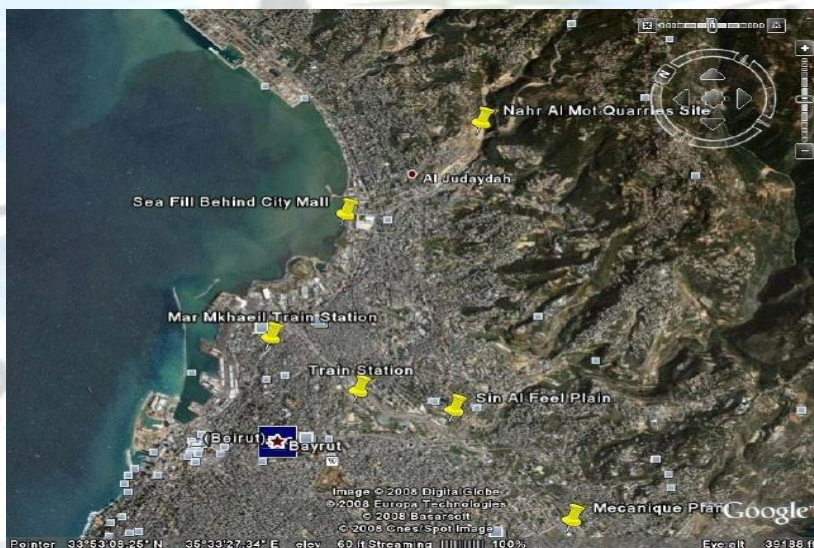 Nahr Al Mot Quarries Site
Al Judaydah
Sea Fill Behind City Mall
Mar Mkhaeil Train Station
Train Station
Sin Al Feel Plain
(Beirut)
Bayrut
Mecanique Plan
Google
Image © 2008 DigitalGlobe
© 2008 Europa Technologies
© 2008 Basarsoft
© 2008 Cnes/Spot Image
Pointer 33°53'08.25" N 35°33'27.34" E elev 60 ft Streaming ||||||||| 100% Eye alt 39188 ft
N